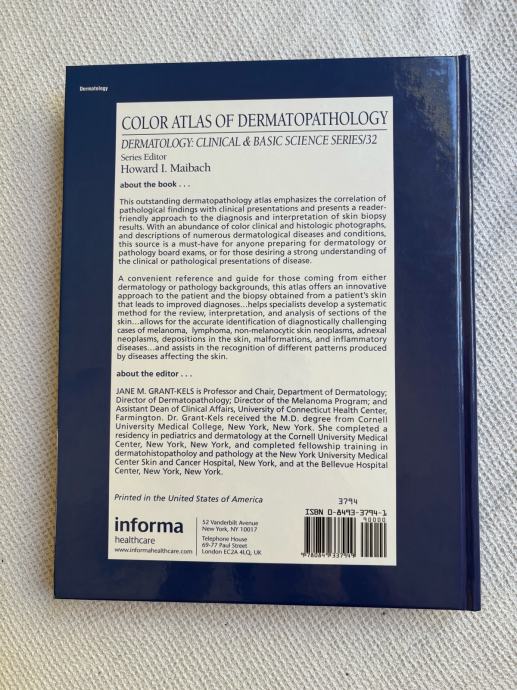 Dermatology
COLOR ATLAS OF DERMATOPATHOLOGY
DERMATOLOGY: CLINICAL & BASIC SCIENCE SERIES/32
Series Editor
Howard I. Maibach
about the book . . .
This outstanding dermatopathology atlas emphasizes the correlation of
pathological findings with clinical presentations and presents a reader-
friendly approach to the diagnosis and interpretation of skin biopsy
results. With an abundance of color clinical and histologic photographs,
and descriptions of numerous dermatological diseases and conditions,
this source is a must-have for anyone preparing for dermatology or
pathology board exams, or for those desiring a strong understanding of
the clinical or pathological presentations of disease.
A convenient reference and guide for those coming from either
dermatology or pathology backgrounds, this atlas offers an innovative
approach to the patient and the biopsy obtained from a patient's skin
that leads to improved diagnoses...helps specialists develop a systematic
method for the review, interpretation, and analysis of sections of the
skin...allows for the accurate identification of diagnostically challenging
cases of melanoma, lymphoma, non-melanocytic skin neoplasms, adnexal
neoplasms, depositions in the skin, malformations, and inflammatory
diseases...and assists in the recognition of different patterns produced
by diseases affecting the skin.
about the editor . . .
JANE M. GRANT-KELS is Professor and Chair, Department of Dermatology;
Director of Dermatopathology; Director of the Melanoma Program; and
Assistant Dean of Clinical Affairs, University of Connecticut Health Center,
Farmington. Dr. Grant-Kels received the M.D. degree from Cornell
University Medical College, New York, New York. She completed a
residency in pediatrics and dermatology at the Cornell University Medical
Center, New York, New York, and completed fellowship training in
dermatohistopatholoy and pathology at the New York University Medical
Center Skin and Cancer Hospital, New York, and at the Bellevue Hospital
Center, New York, New York.
Printed in the United States of America
3794
ISBN 0-8493-3794-1
90000
informa
healthcare
www.informahealthcare.com
52 Vanderbilt Avenue
New York, NY 10017
Telephone House
69-77 Paul Street
London EC2A 4LQ, UK
9 780849 337949